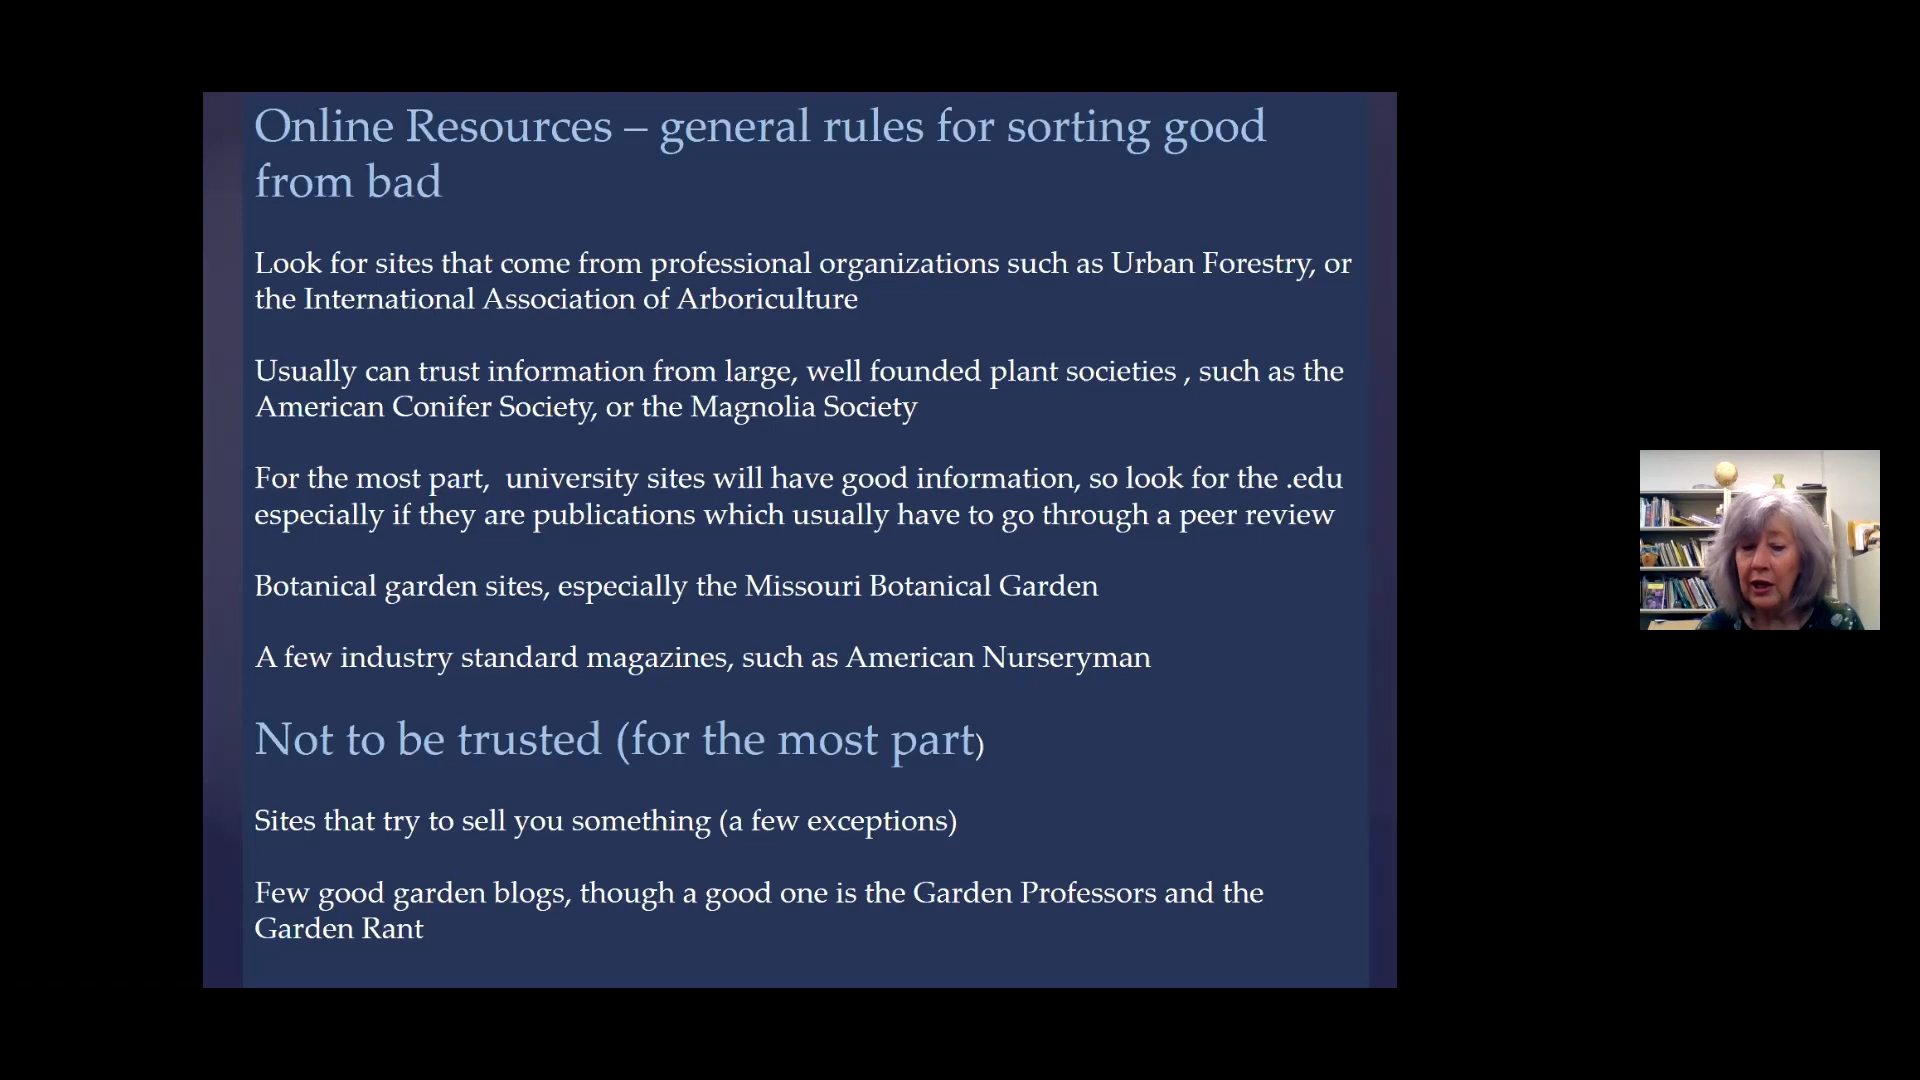 Online Resources – general rules for sorting good
from bad
Look for sites that come from professional organizations such as Urban Forestry, or
the International Association of Arboriculture
Usually can trust information from large, well founded plant societies , such as the
American Conifer Society, or the Magnolia Society
For the most part,  university sites will have good information, so look for the .edu
especially if they are publications which usually have to go through a peer review
Botanical garden sites, especially the Missouri Botanical Garden
A few industry standard magazines, such as American Nurseryman
Not to be trusted (for the most part)
Sites that try to sell you something (a few exceptions)
Few good garden blogs, though a good one is the Garden Professors and the
Garden Rant